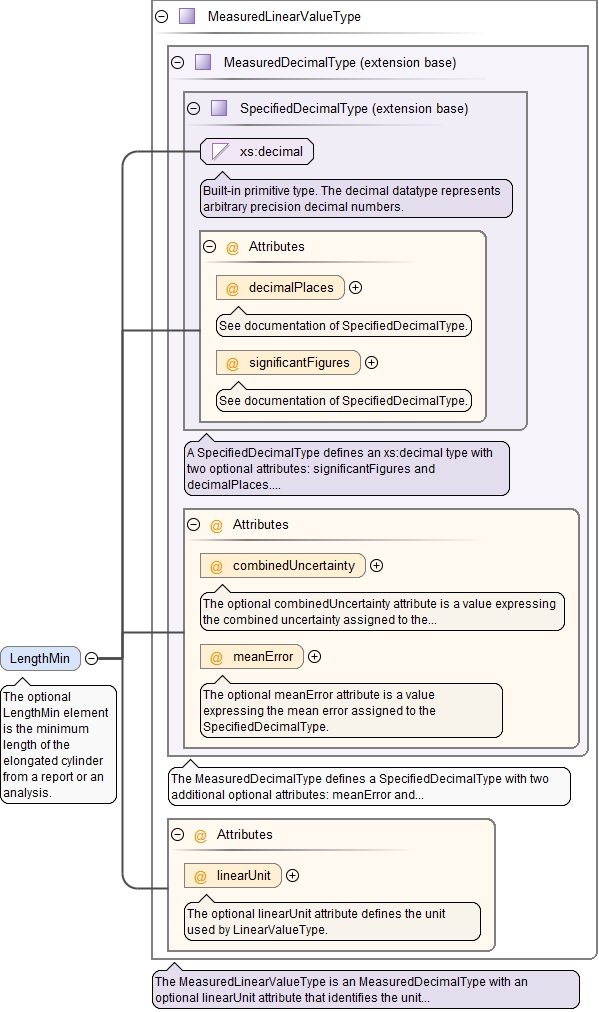 MeasuredLinearValueType
MeasuredDecimalType (extension base)
SpecifiedDecimalType (extension base)
xs:decimal
Built-in primitive type. The decimal datatype represents
arbitrary precision decimal numbers.
@ Attributes
@ decimalPlaces
See documentation of SpecifiedDecimalType.
@ significantFigures
See documentation of SpecifiedDecimalType.
A SpecifiedDecimalType defines an xs:decimal type with
two optional attributes: significantFigures and
decimalPlaces....
@ Attributes
@ combinedUncertainty
The optional combinedUncertainty attribute is a value expressing
the combined uncertainty assigned to the...
@ meanError
The optional meanError attribute is a value
expressing the mean error assigned to the
SpecifiedDecimalType.
LengthMin
The optional
LengthMin element
is the minimum
length of the
elongated cylinder
from a report or an
analysis.
The MeasuredDecimalType defines a SpecifiedDecimalType with two
additional optional attributes: meanError and...
@ Attributes
@ linearUnit
The optional linearUnit attribute defines the unit
used by LinearValueType.
The MeasuredLinearValueType is an MeasuredDecimalType with an
optional linearUnit attribute that identifies the unit...